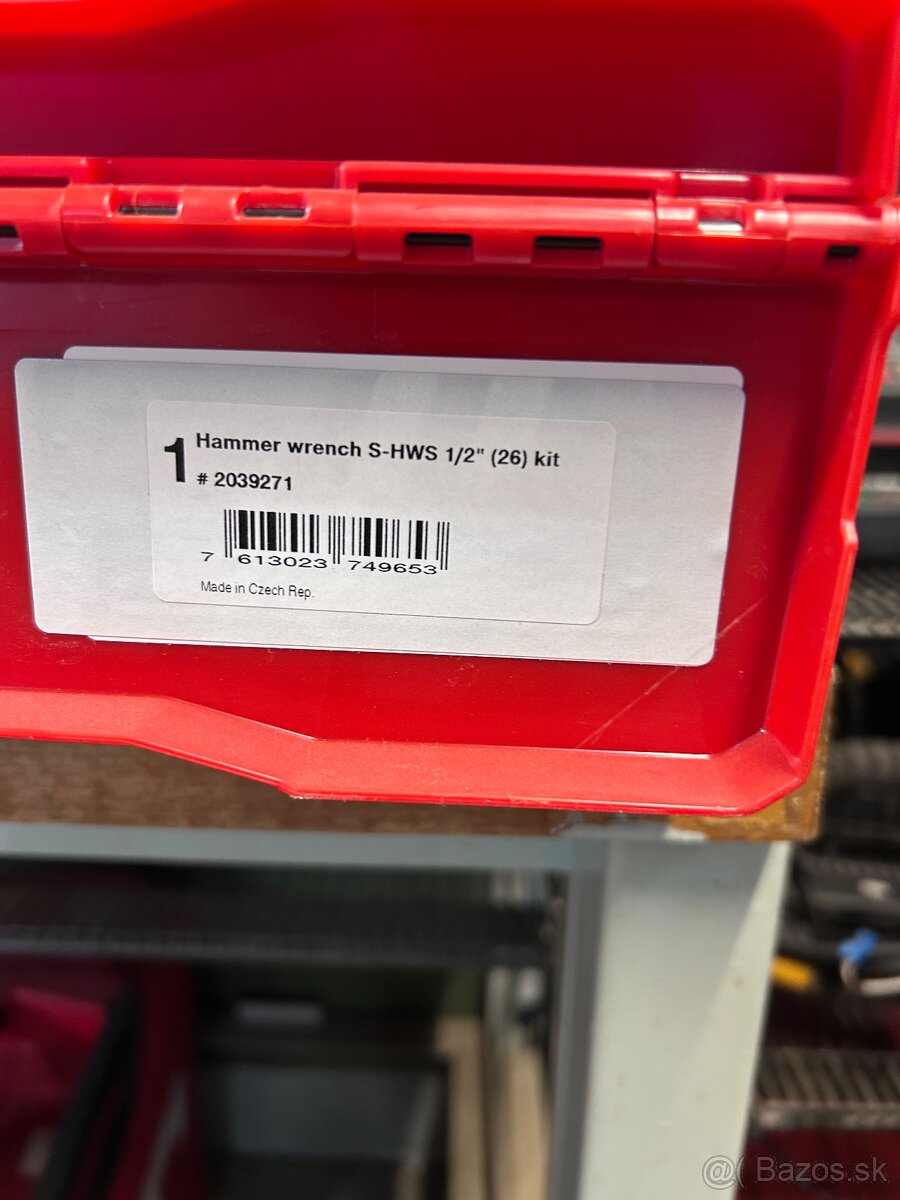 1
Hammer wrench S-HWS 1/2" (26) kit
# 2039271
7 613023 749653
Made in Czech Rep.
@( Bazos.sk